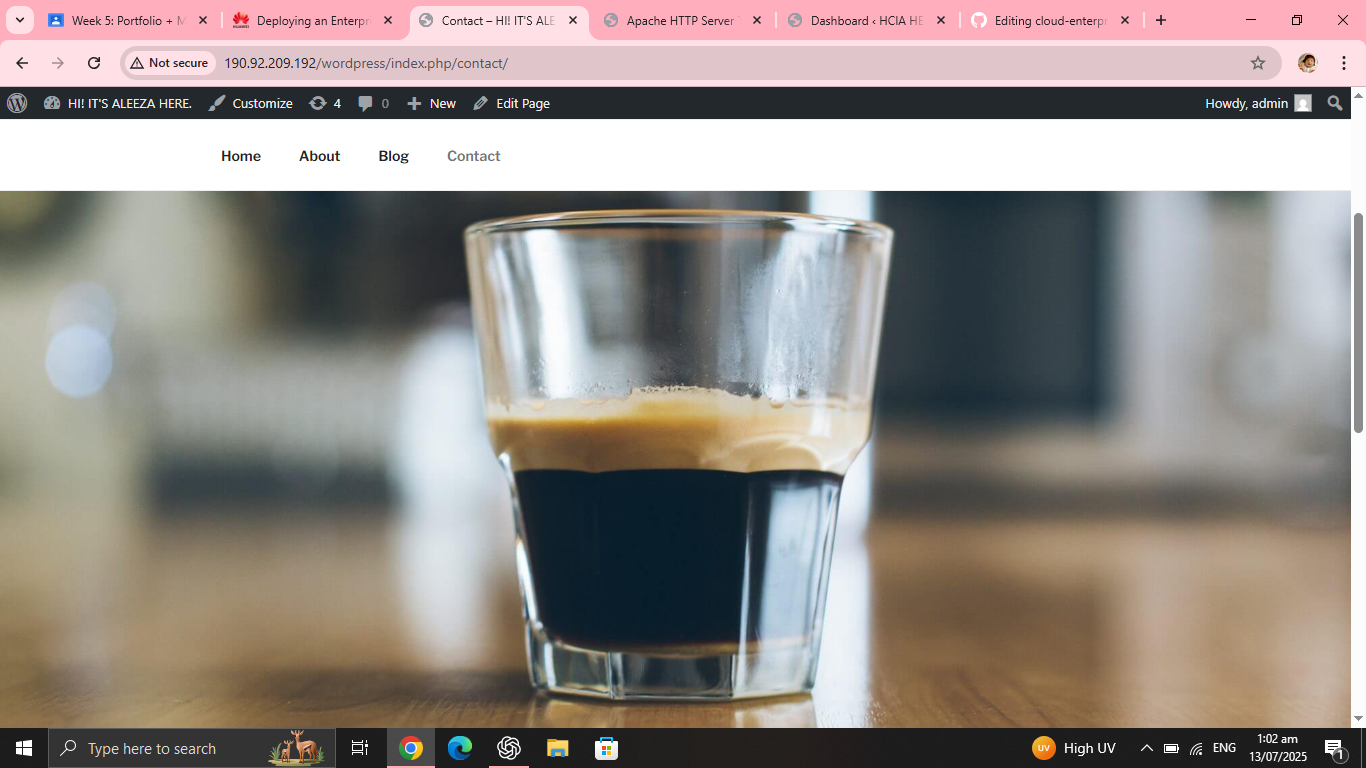 Week 5: Portfolio + M
Deploying an Enterpri
Contact – HI! IT'S ALE
Apache HTTP Server
Dashboard ‹ HCIA HE
Editing cloud-enterp
Not secure
190.92.209.192/wordpress/index.php/contact/
HI! IT'S ALEEZA HERE.
Customize
4
0
New
Edit Page
Howdy, admin
Home
About
Blog
Contact
Type here to search
UV
High UV
ENG
1:02 am
13/07/2025
1